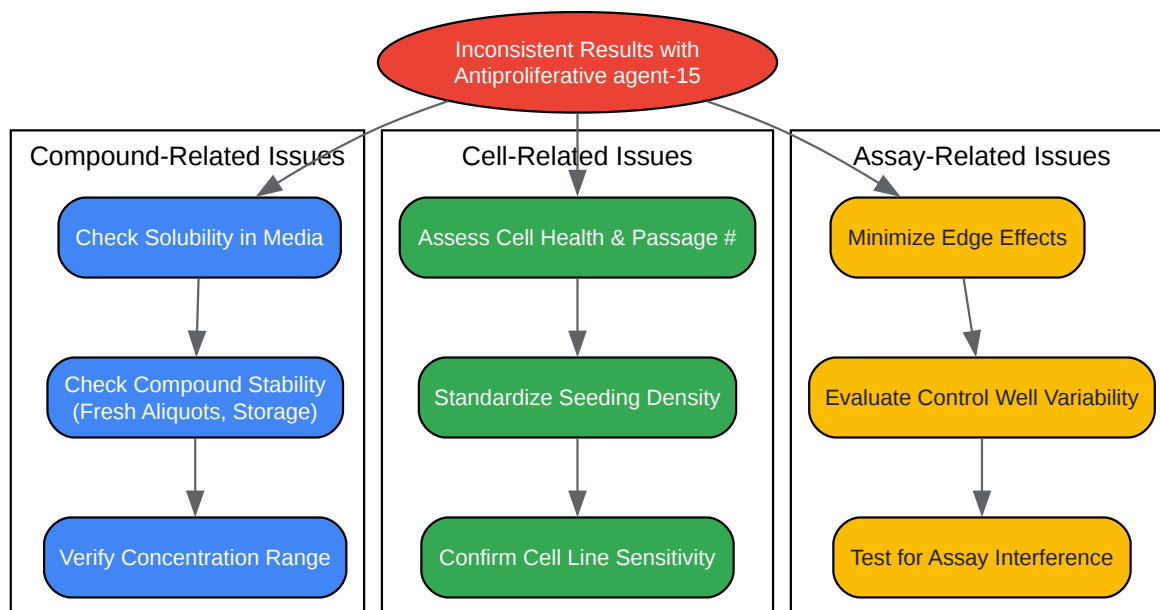 Inconsistent Results with
Antiproliferative agent-15
Compound-Related Issues
Check Solubility in Media
Check Compound Stability
(Fresh Aliquots, Storage)
Verify Concentration Range
Cell-Related Issues
Assess Cell Health & Passage #
Standardize Seeding Density
Confirm Cell Line Sensitivity
Assay-Related Issues
Minimize Edge Effects
Evaluate Control Well Variability
Test for Assay Interference